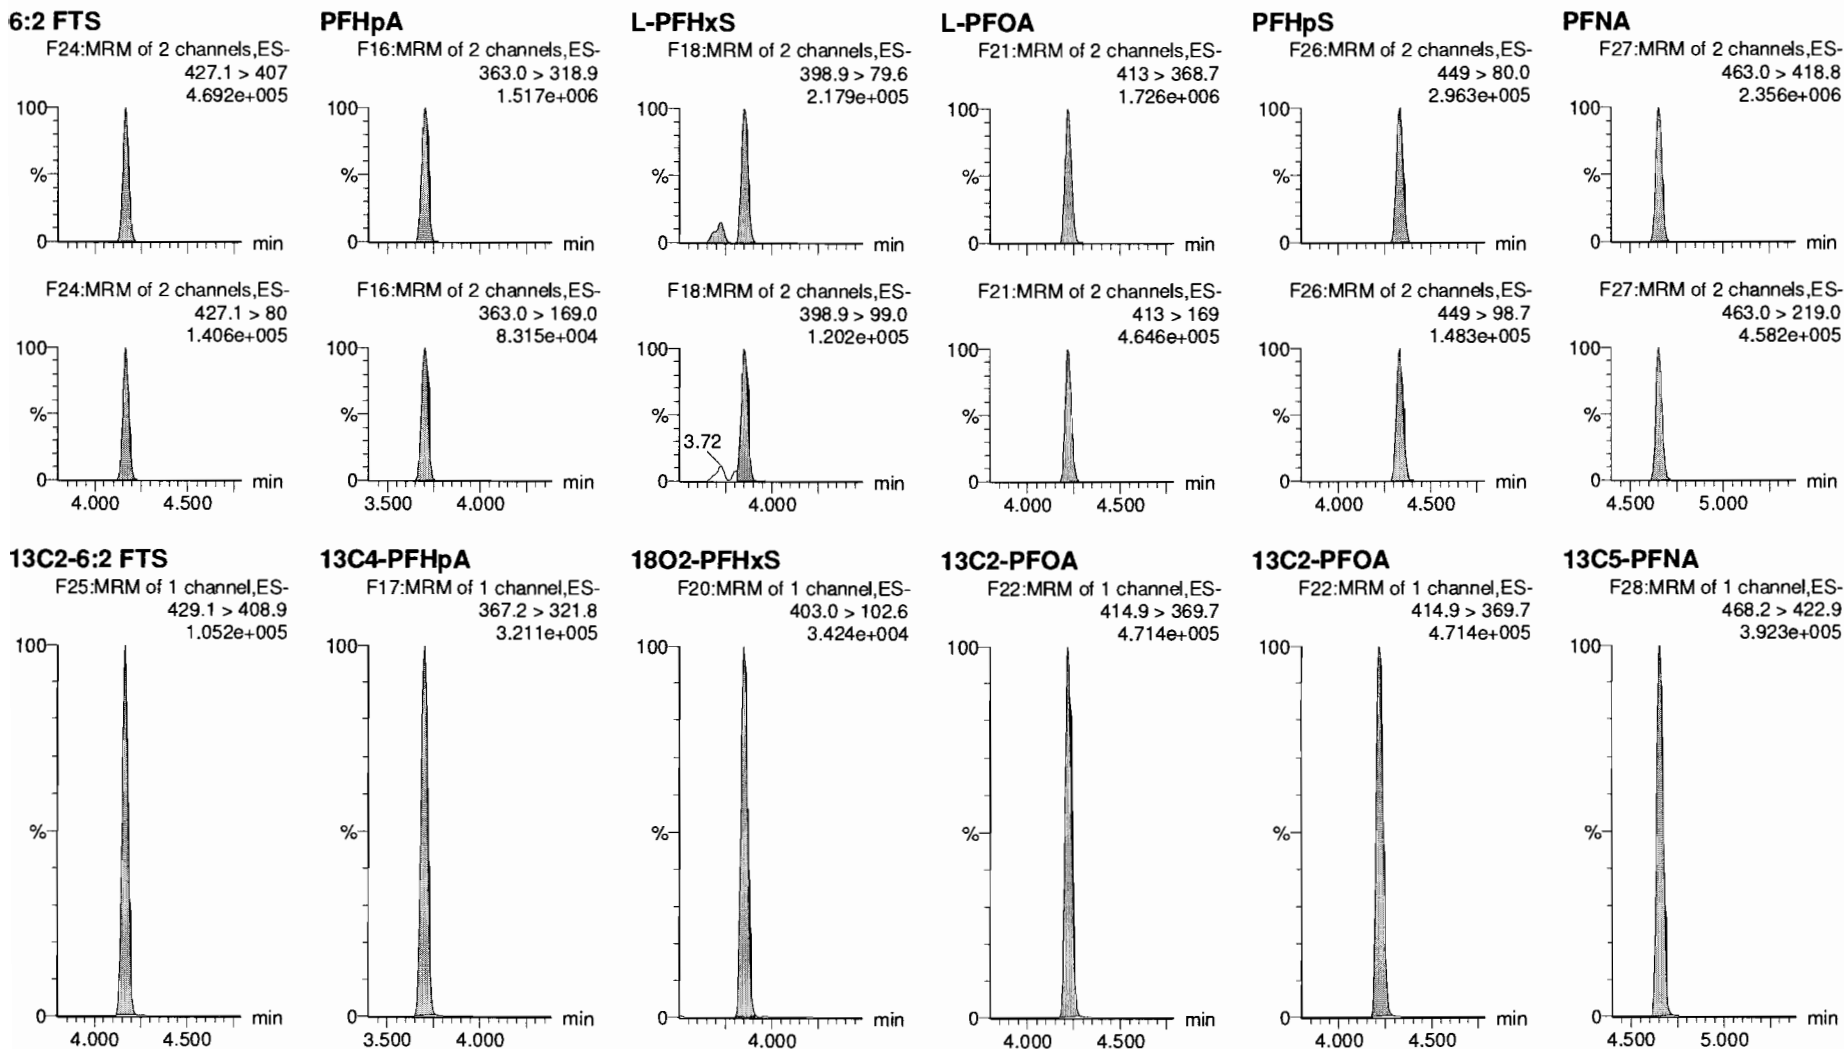 6:2 FTS
F24:MRM of 2 channels,ES-
427.1 > 407
4.692e+005
100
%
0
min
F24:MRM of 2 channels,ES-
427.1 > 80
1.406e+005
100
%
0
min
4.000 4.500
13C2-6:2 FTS
F25:MRM of 1 channel,ES-
429.1 > 408.9
1.052e+005
100
%
0
min
4.000 4.500
PFHpA
F16:MRM of 2 channels,ES-
363.0 > 318.9
1.517e+006
100
%
0
min
F16:MRM of 2 channels,ES-
363.0 > 169.0
8.315e+004
100
%
0
min
3.500 4.000
13C4-PFHpA
F17:MRM of 1 channel,ES-
367.2 > 321.8
3.211e+005
100
%
0
min
3.500 4.000
L-PFHxS
F18:MRM of 2 channels,ES-
398.9 > 79.6
2.179e+005
100
%
0
min
F18:MRM of 2 channels,ES-
398.9 > 99.0
1.202e+005
100
%
3.72
0
min
4.000
18O2-PFHxS
F20:MRM of 1 channel,ES-
403.0 > 102.6
3.424e+004
100
%
0
min
4.000
L-PFOA
F21:MRM of 2 channels,ES-
413 > 368.7
1.726e+006
100
%
0
min
F21:MRM of 2 channels,ES-
413 > 169
4.646e+005
100
%
0
min
4.000 4.500
13C2-PFOA
F22:MRM of 1 channel,ES-
414.9 > 369.7
4.714e+005
100
%
0
min
4.000 4.500
PFHpS
F26:MRM of 2 channels,ES-
449 > 80.0
2.963e+005
100
%
0
min
F26:MRM of 2 channels,ES-
449 > 98.7
1.483e+005
100
%
0
min
4.000 4.500
13C2-PFOA
F22:MRM of 1 channel,ES-
414.9 > 369.7
4.714e+005
100
%
0
min
4.000 4.500
PFNA
F27:MRM of 2 channels,ES-
463.0 > 418.8
2.356e+006
100
%
0
min
F27:MRM of 2 channels,ES-
463.0 > 219.0
4.582e+005
100
%
0
min
4.500 5.000
13C5-PFNA
F28:MRM of 1 channel,ES-
468.2 > 422.9
3.923e+005
100
%
0
min
4.500 5.000